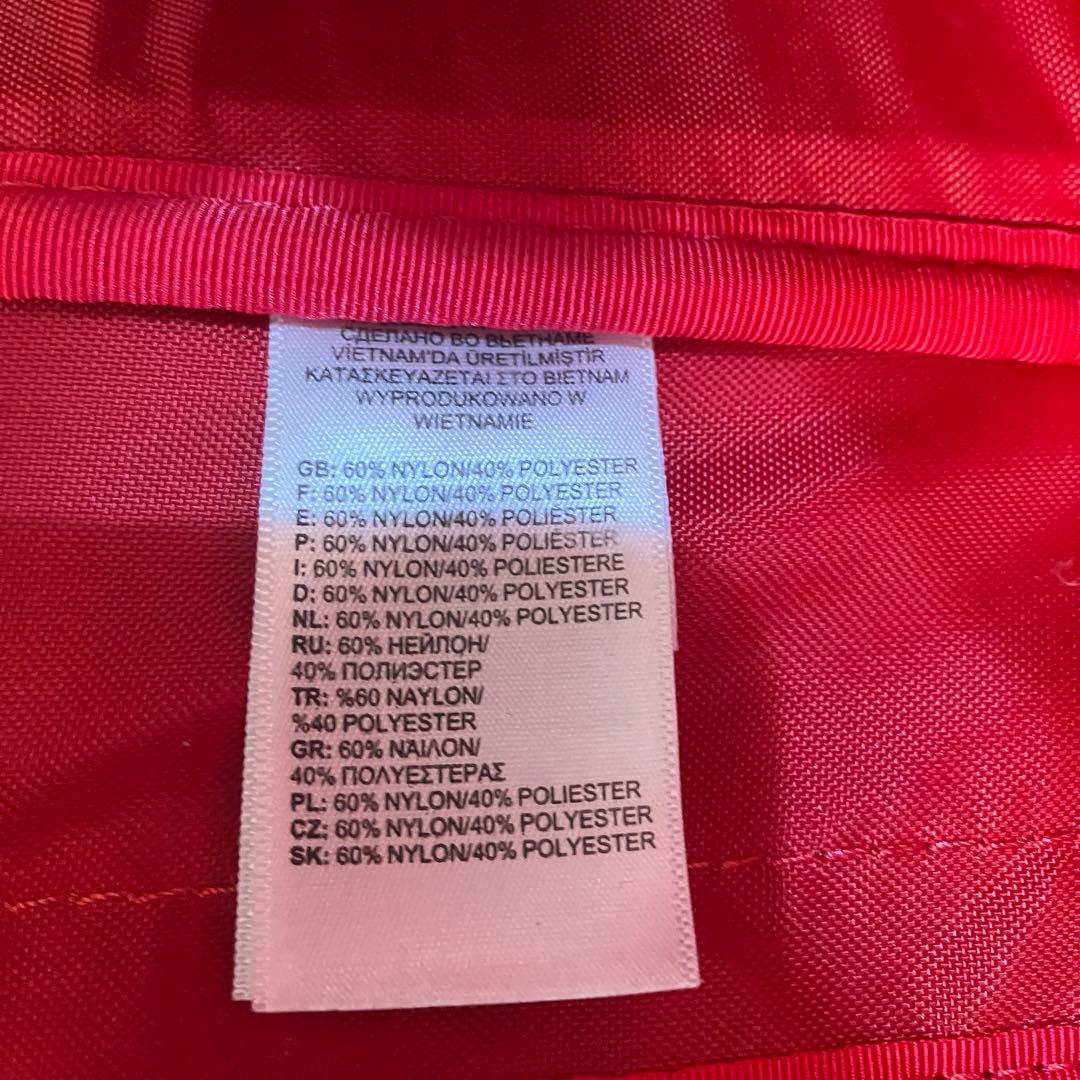 СДЕЛАНО ВО ВЬЕТНАМЕ
VIETNAM'DA ÜRETİLMİŞTİR
ΚΑΤΑΣΚΕΥΑΖΕΤΑΙ ΣΤΟ ΒΙΕΤΝΑΜ
WYPRODUKOWANO W
WIETNAMIE
GB: 60% NYLON/40% POLYESTER
F: 60% NYLON/40% POLYESTER
E: 60% NYLON/40% POLIÉSTER
P: 60% NYLON/40% POLIÉSTER
I: 60% NYLON/40% POLIESTERE
D: 60% NYLON/40% POLYESTER
NL: 60% NYLON/40% POLYESTER
RU: 60% НЕЙЛОН/
40% ПОЛИЭСТЕР
TR: %60 NAYLON/
%40 POLYESTER
GR: 60% ΝΑΙΛΟΝ/
40% ΠΟΛΥΕΣΤΕΡΑΣ
PL: 60% NYLON/40% POLIESTER
CZ: 60% NYLON/40% POLYESTER
SK: 60% NYLON/40% POLYESTER